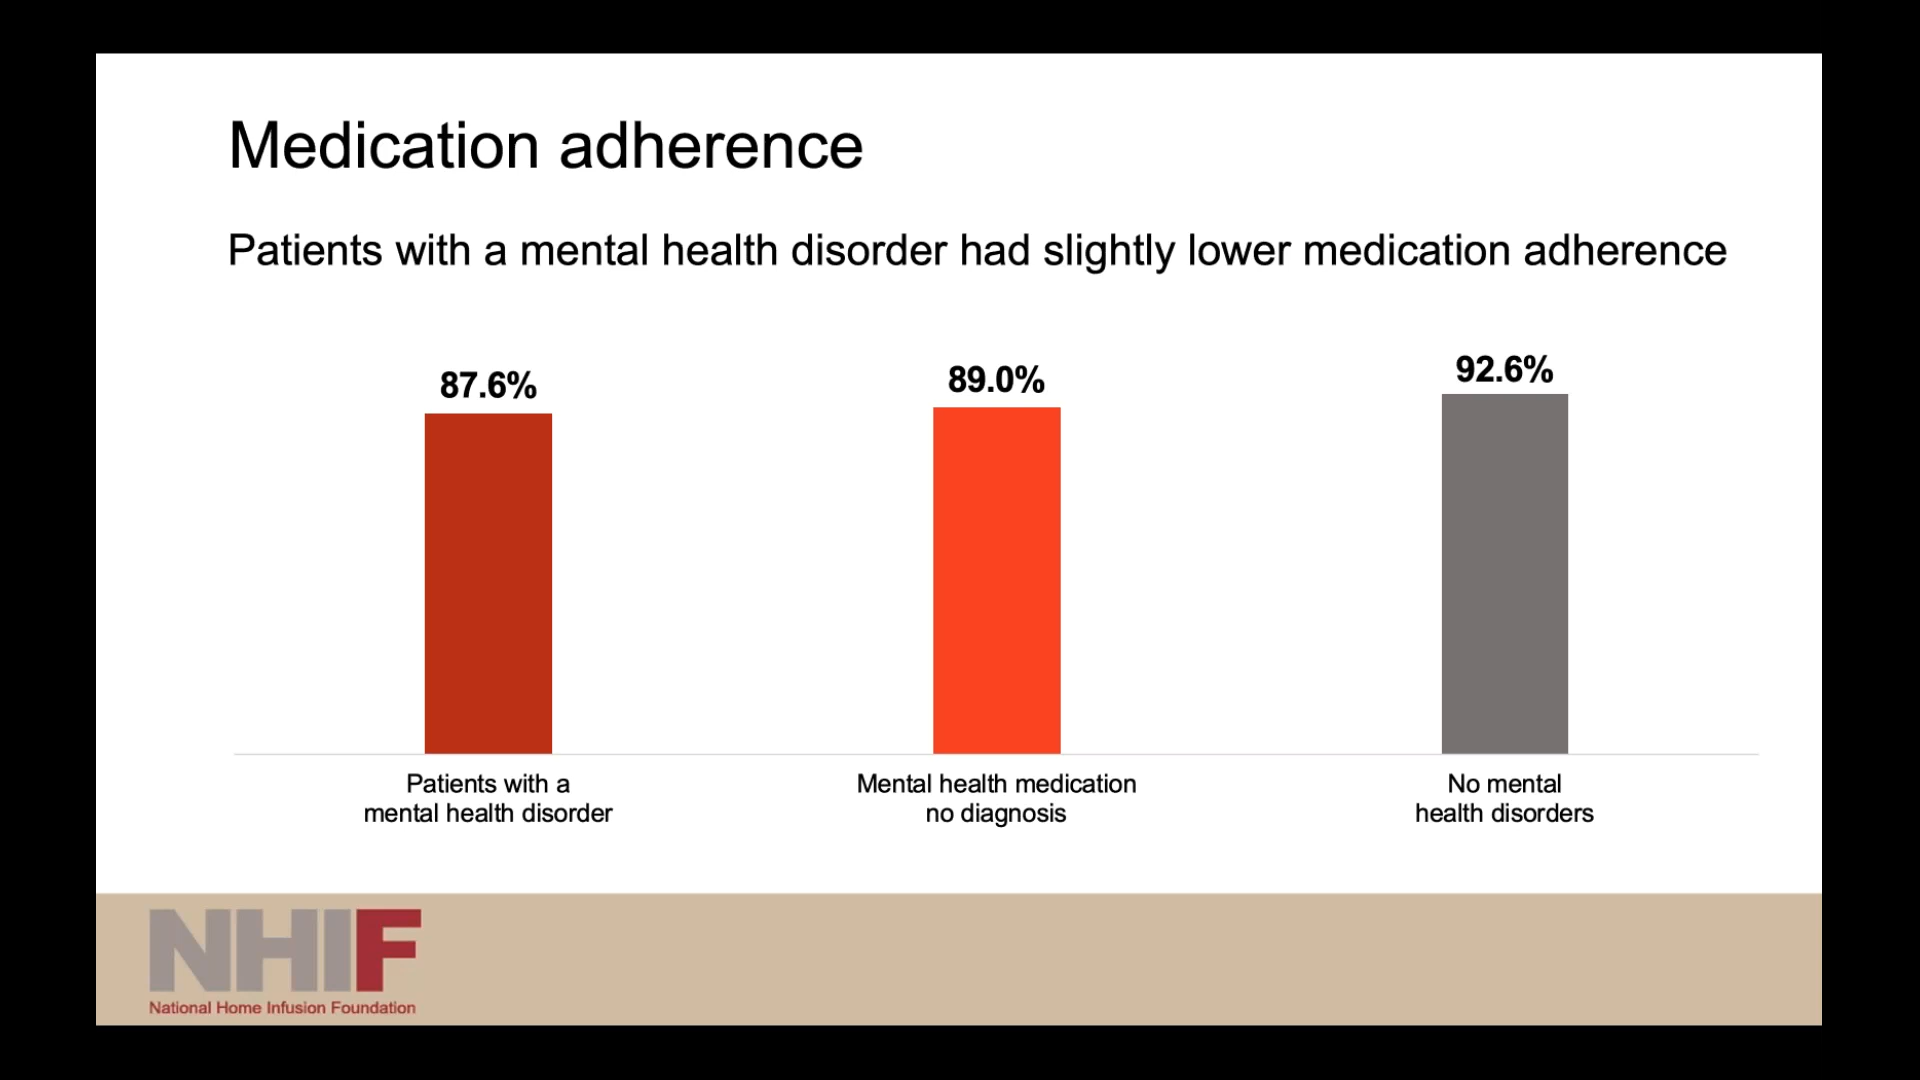 Medication adherence
Patients with a mental health disorder had slightly lower medication adherence
87.6%
89.0%
92.6%
Patients with a
mental health disorder
Mental health medication
no diagnosis
No mental
health disorders
NHIF
National Home Infusion Foundation